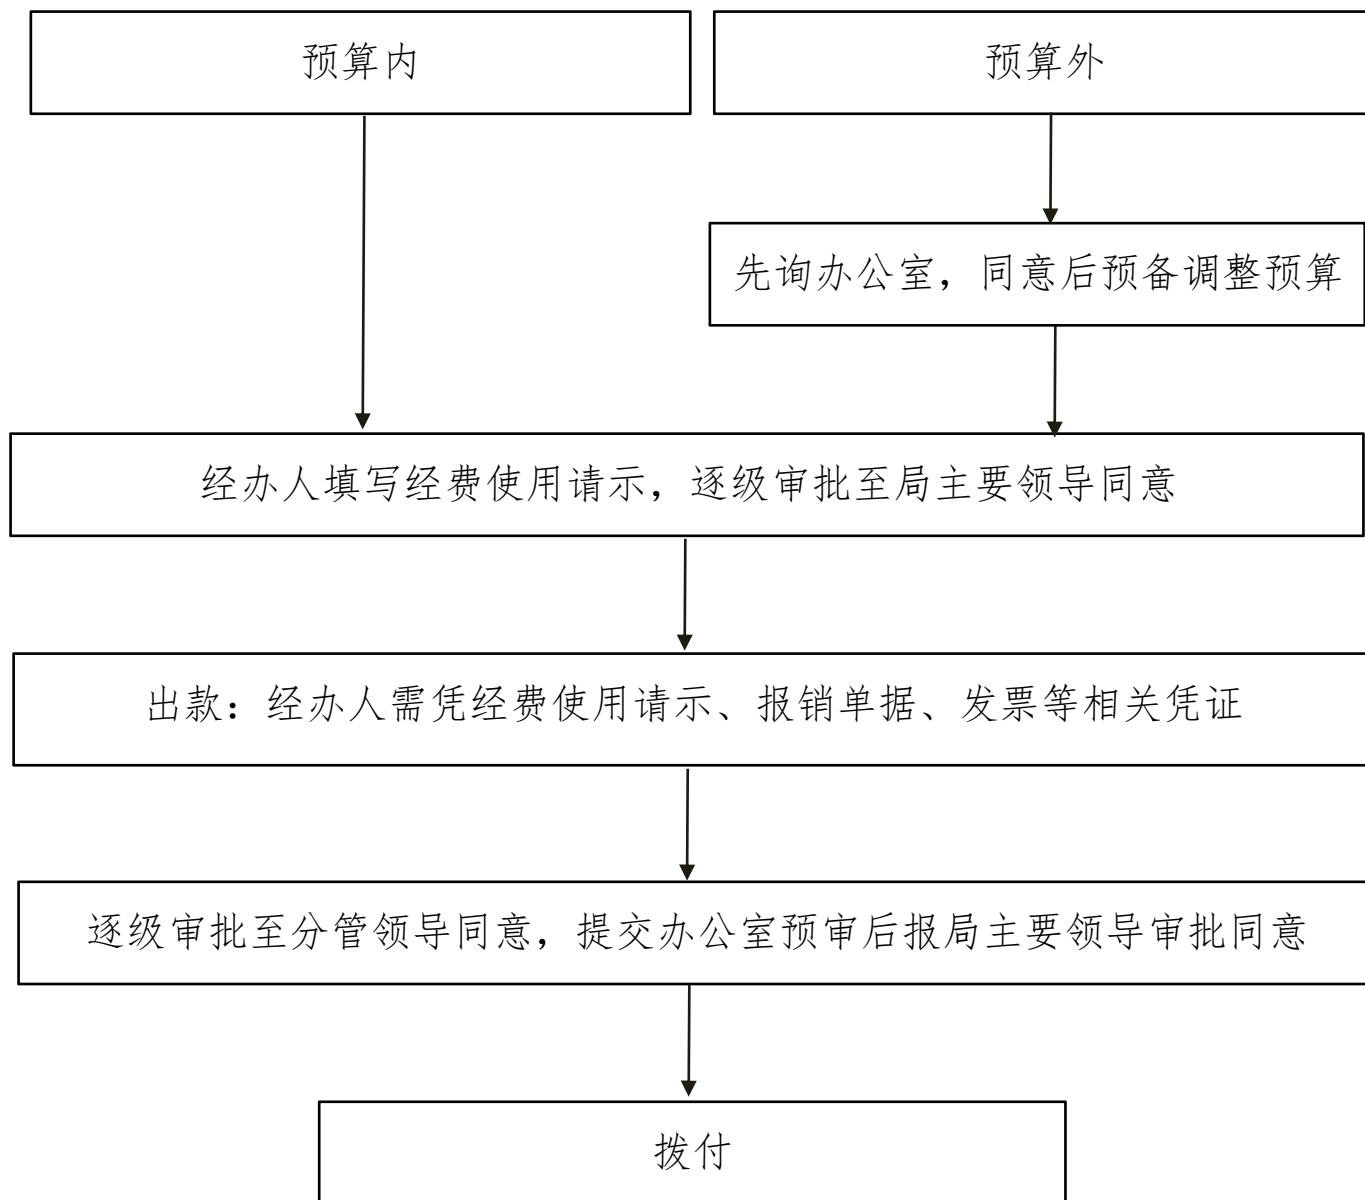 预算内
预算外
先询办公室，同意后预备调整预算
经办人填写经费使用请示，逐级审批至局主要领导同意
出款：经办人需凭经费使用请示、报销单据、发票等相关凭证
逐级审批至分管领导同意，提交办公室预审后报局主要领导审批同意
拨付